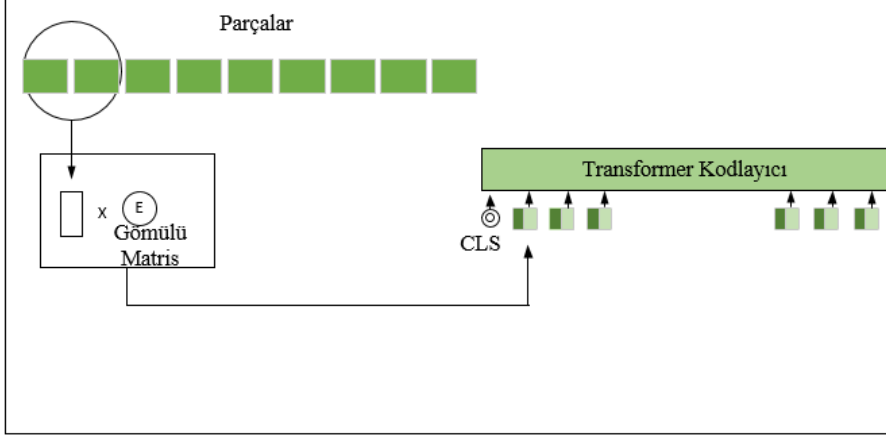 Parçalar
Transformer Kodlayıcı
x
E
Gömülü
Matris
CLS